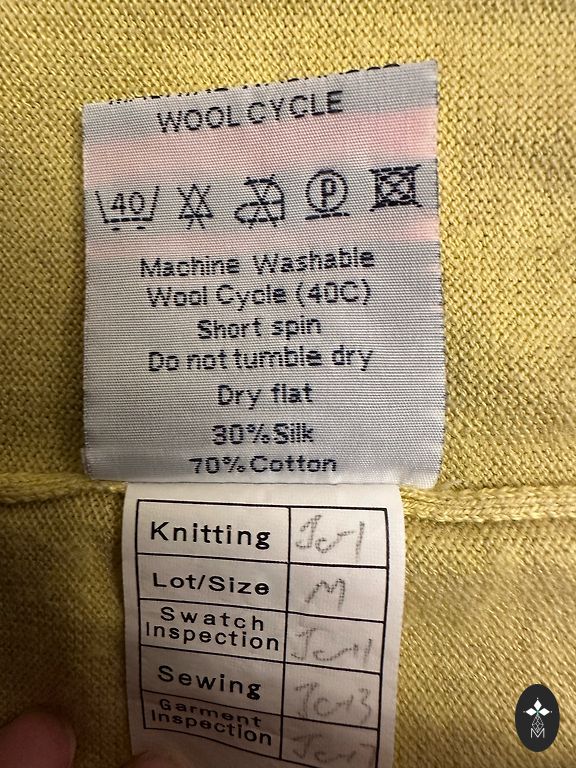 WOOL CYCLE
40 P
Machine Washable
Wool Cycle (40C)
Short spin
Do not tumble dry
Dry flat
30% Silk
70% Cotton
Knitting
Lot/Size M
Swatch
Inspection
Sewing
Garment
Inspection
M